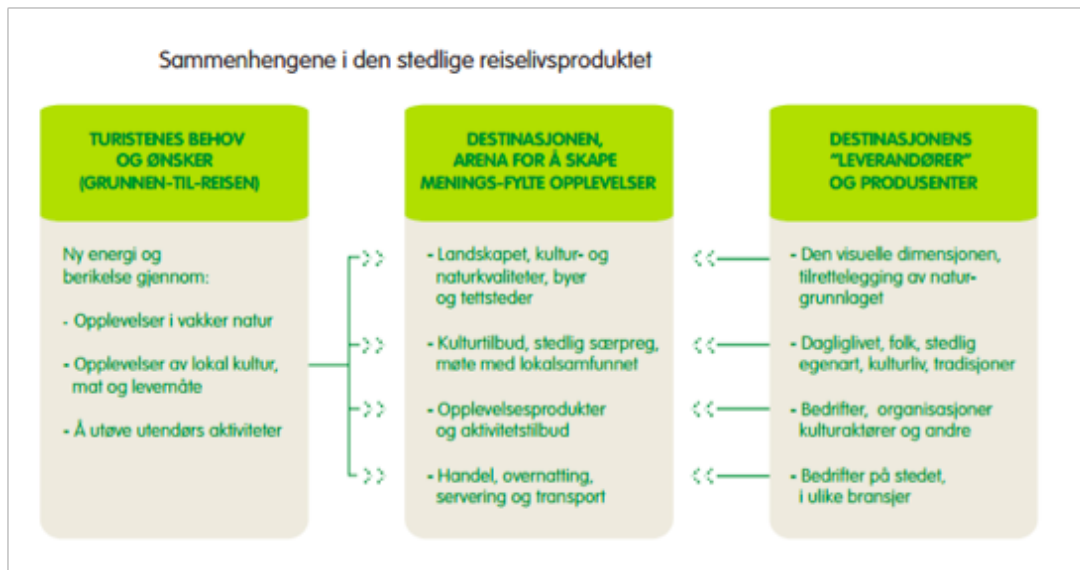 Sammenhengene i den stedlige reiselivsproduktet
TURISTENES BEHOV
OG ØNSKER
(GRUNNEN-TIL-REISEN)
Ny energi og
berikelse gjennom:
- Opplevelser i vakker natur
- Opplevelser av lokal kultur,
mat og levemåte
- Å utøve utendørs aktiviteter
DESTINASJONEN,
ARENA FOR Å SKAPE
MENINGS-FYLTE OPPLEVELSER
- Landskapet, kultur- og
naturkvaliteter, byer
og tettsteder
- Kulturtilbud, stedlig særpreg,
møte med lokalsamfunnet
- Opplevelsesprodukter
og aktivitetstilbud
- Handel, overnatting,
servering og transport
DESTINASJONENS
"LEVERANDØRER"
OG PRODUSENTER
- Den visuelle dimensjonen,
tilrettelegging av natur-
grunnlaget
- Dagliglivet, folk, stedlig
egenart, kulturliv, tradisjoner
- Bedrifter, organisasjoner
kulturaktører og andre
- Bedrifter på stedet,
i ulike bransjer